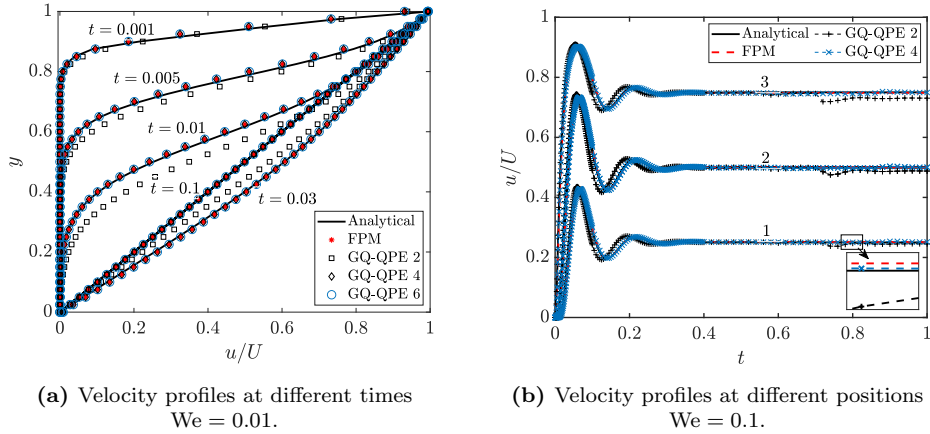 1
0.8
0.6
0.4
0.2
0
y
t = 0.001
t = 0.005
t = 0.01
t = 0.1
t = 0.03
Analytical
FPM
GQ-QPE 2
GQ-QPE 4
GQ-QPE 6
0 0.2 0.4 0.6 0.8 1
u/U
(a) Velocity profiles at different times
We = 0.01.
1
0.8
0.6
0.4
0.2
0
u/U
Analytical GQ-QPE 2
FPM GQ-QPE 4
3
2
1
0 0.2 0.4 0.6 0.8 1
t
(b) Velocity profiles at different positions
We = 0.1.